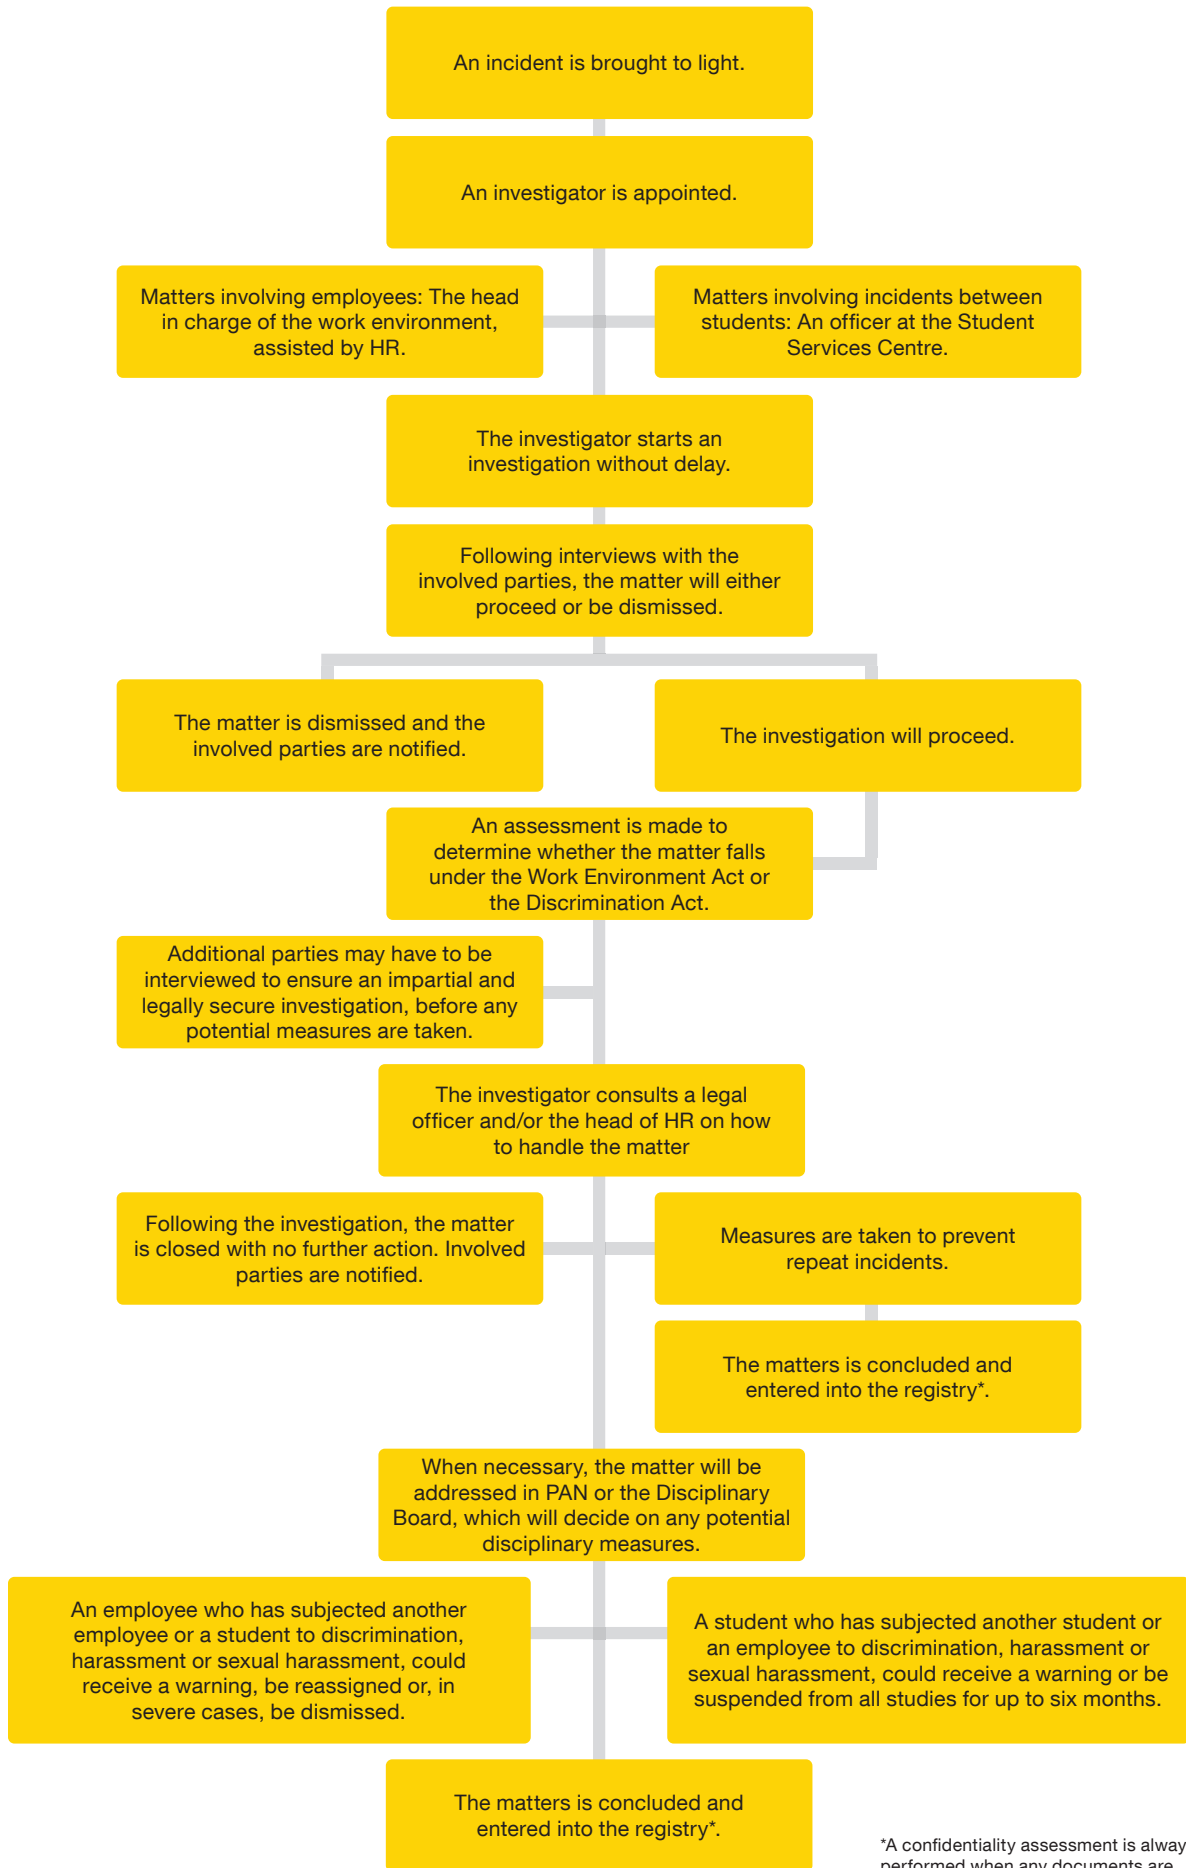 An incident is brought to light.
An investigator is appointed.
Matters involving employees: The head
in charge of the work environment,
assisted by HR.
Matters involving incidents between
students: An officer at the Student
Services Centre.
The investigator starts an
investigation without delay.
Following interviews with the
involved parties, the matter will either
proceed or be dismissed.
The matter is dismissed and the
involved parties are notified.
The investigation will proceed.
An assessment is made to
determine whether the matter falls
under the Work Environment Act or
the Discrimination Act.
Additional parties may have to be
interviewed to ensure an impartial and
legally secure investigation, before any
potential measures are taken.
The investigator consults a legal
officer and/or the head of HR on how
to handle the matter
Following the investigation, the matter
is closed with no further action. Involved
parties are notified.
Measures are taken to prevent
repeat incidents.
The matters is concluded and
entered into the registry*.
When necessary, the matter will be
addressed in PAN or the Disciplinary
Board, which will decide on any potential
disciplinary measures.
An employee who has subjected another
employee or a student to discrimination,
harassment or sexual harassment, could
receive a warning, be reassigned or, in
severe cases, be dismissed.
A student who has subjected another student or
an employee to discrimination, harassment or
sexual harassment, could receive a warning or be
suspended from all studies for up to six months.
The matters is concluded and
entered into the registry*.
*A confidentiality assessment is alway
performed when any documents are